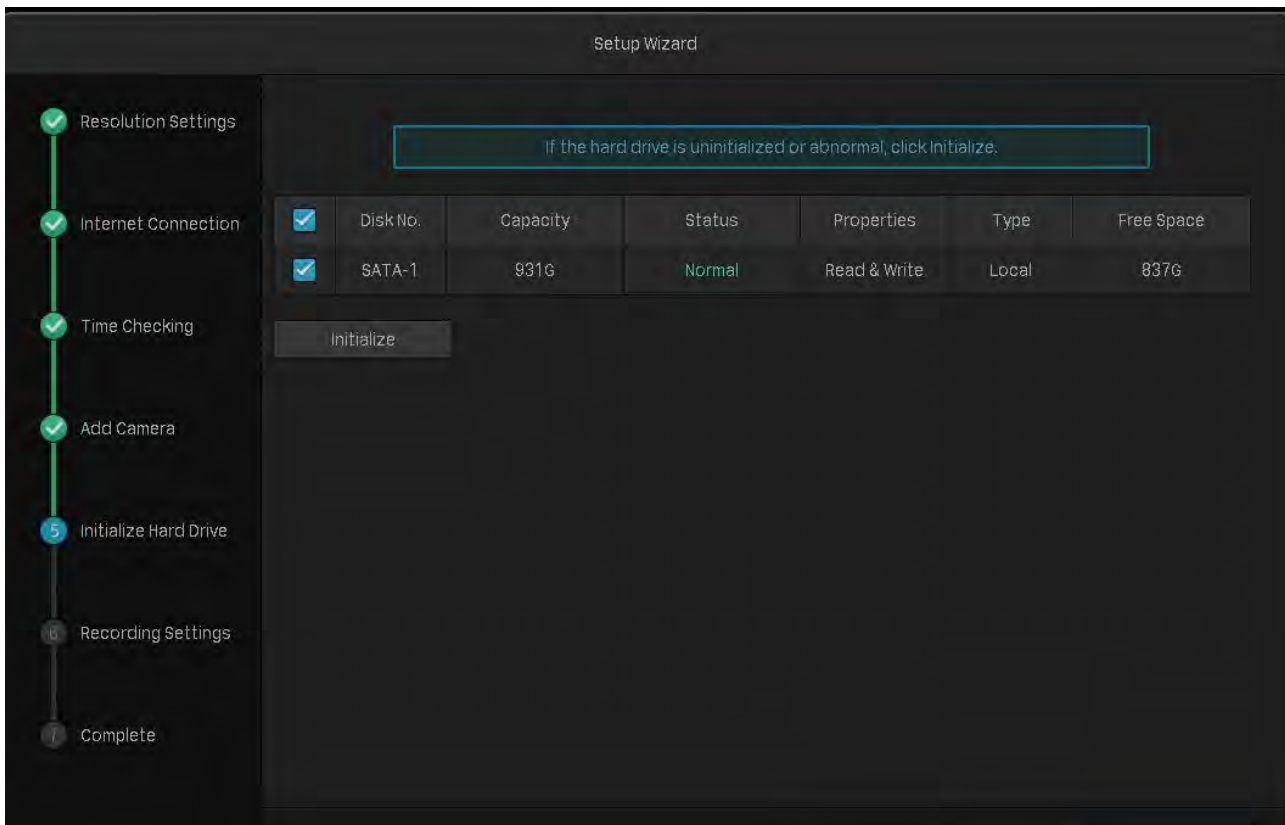 Setup Wizard
Resolution Settings
Internet Connection
Time Checking
Add Camera
5 Initialize Hard Drive
6 Recording Settings
7 Complete
If the hard drive is uninitialized or abnormal, click Initialize.
Disk No. Capacity Status Properties Type Free Space
SATA-1 931G Normal Read & Write Local 837G
Initialize